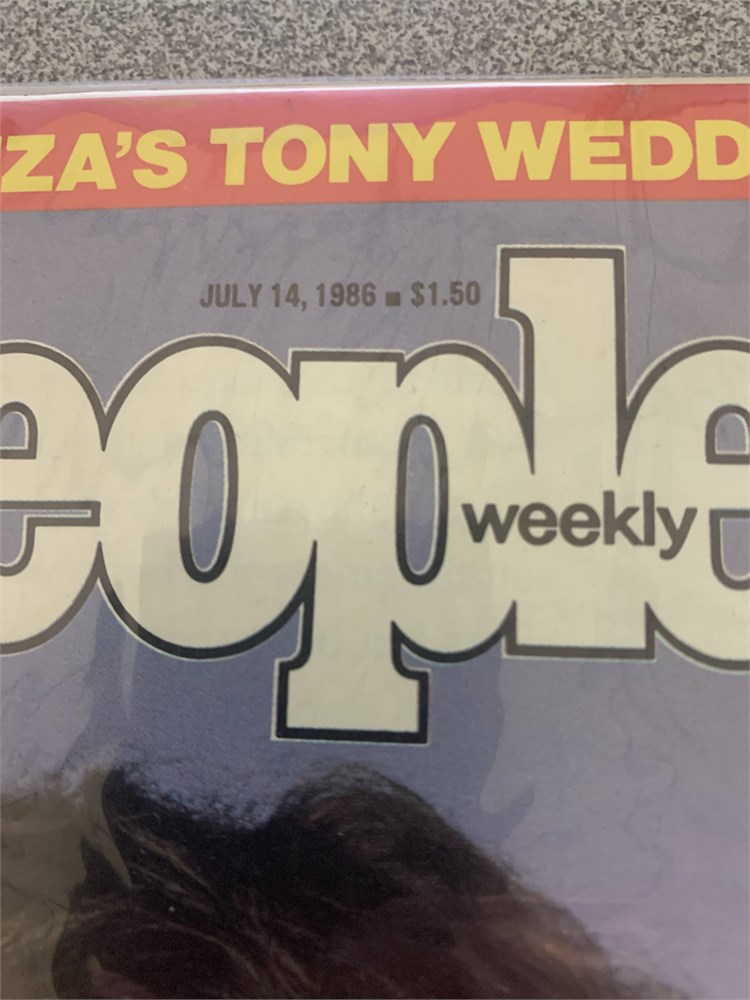 ZA'S TONY WEDD
JULY 14, 1986 ■ $1.50
eople
weekly